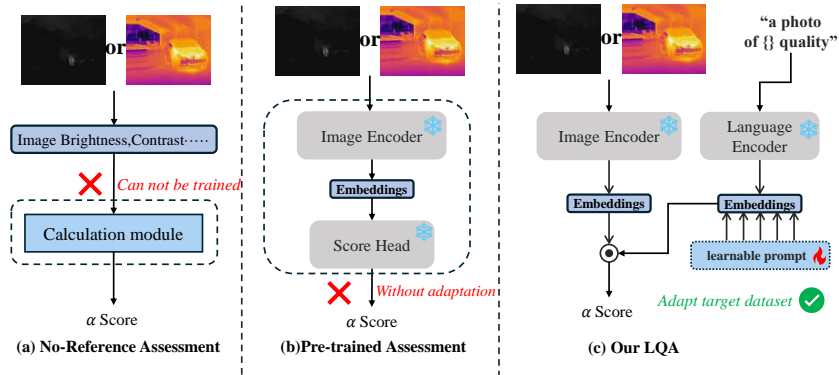 or
Image Brightness,Contrast·····
Can not be trained
Calculation module
α Score
(a) No-Reference Assessment
or
Image Encoder
Embeddings
Score Head
Without adaptation
α Score
(b)Pre-trained Assessment
or
“a photo
of {} quality”
Image Encoder
Language
Encoder
Embeddings
Embeddings
learnable prompt
Adapt target dataset
α Score
(c) Our LQA